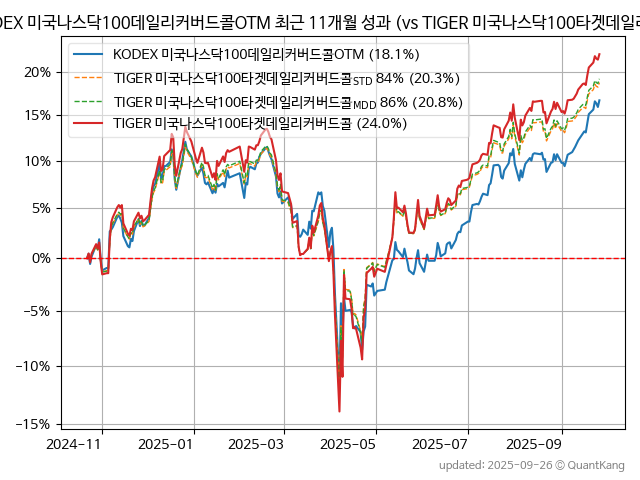 DEX 미국나스닥100데일리커버드콜OTM 최근 11개월 성과 (vs TIGER 미국나스닥100타겟데일리
KODEX 미국나스닥100데일리커버드콜OTM (18.1%)
TIGER 미국나스닥100타겟데일리커버드콜STD 84% (20.3%)
TIGER 미국나스닥100타겟데일리커버드콜MDD 86% (20.8%)
TIGER 미국나스닥100타겟데일리커버드콜 (24.0%)
20%
15%
10%
5%
0%
−5%
−10%
−15%
2024-11
2025-01
2025-03
2025-05
2025-07
2025-09
updated: 2025-09-26 © QuantKang